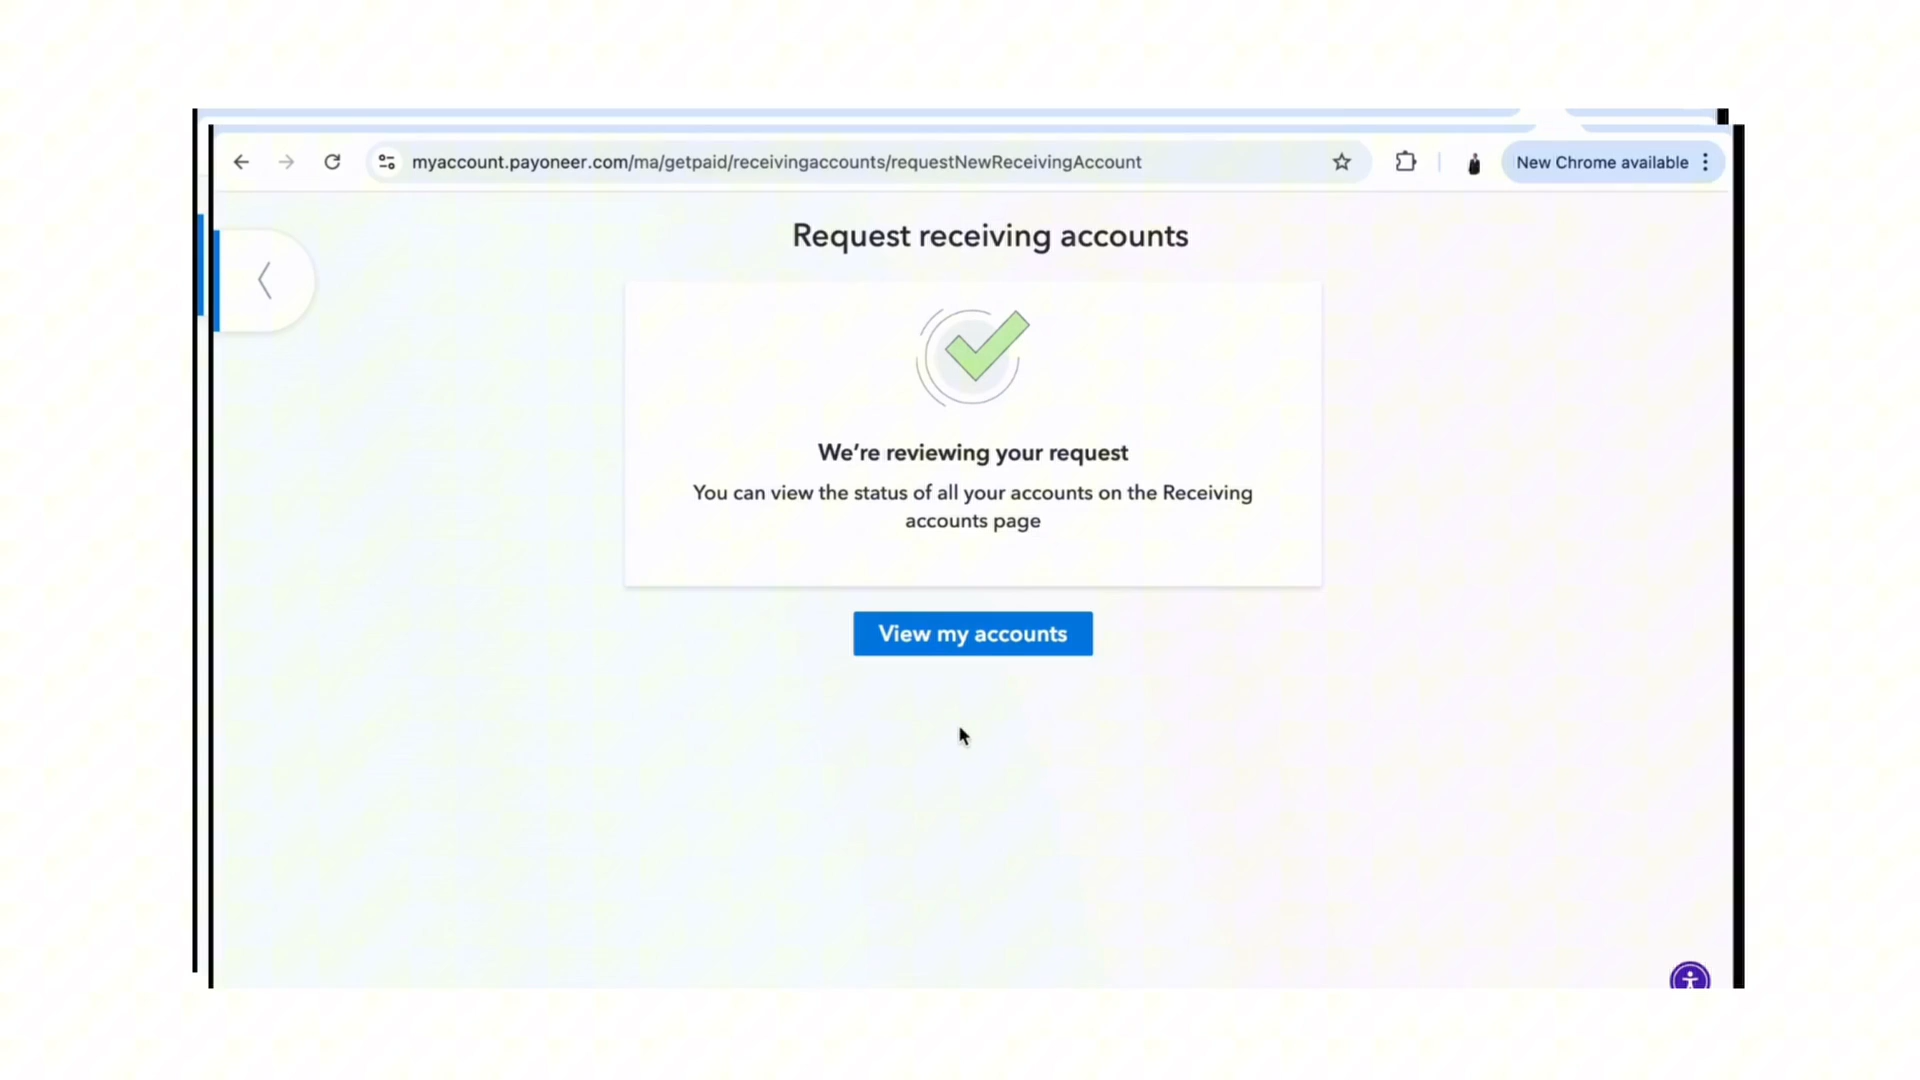 myaccount.payoneer.com/ma/getpaid/receivingaccounts/requestNewReceivingAccount
New Chrome available
Request receiving accounts
We’re reviewing your request
You can view the status of all your accounts on the Receiving
accounts page
View my accounts